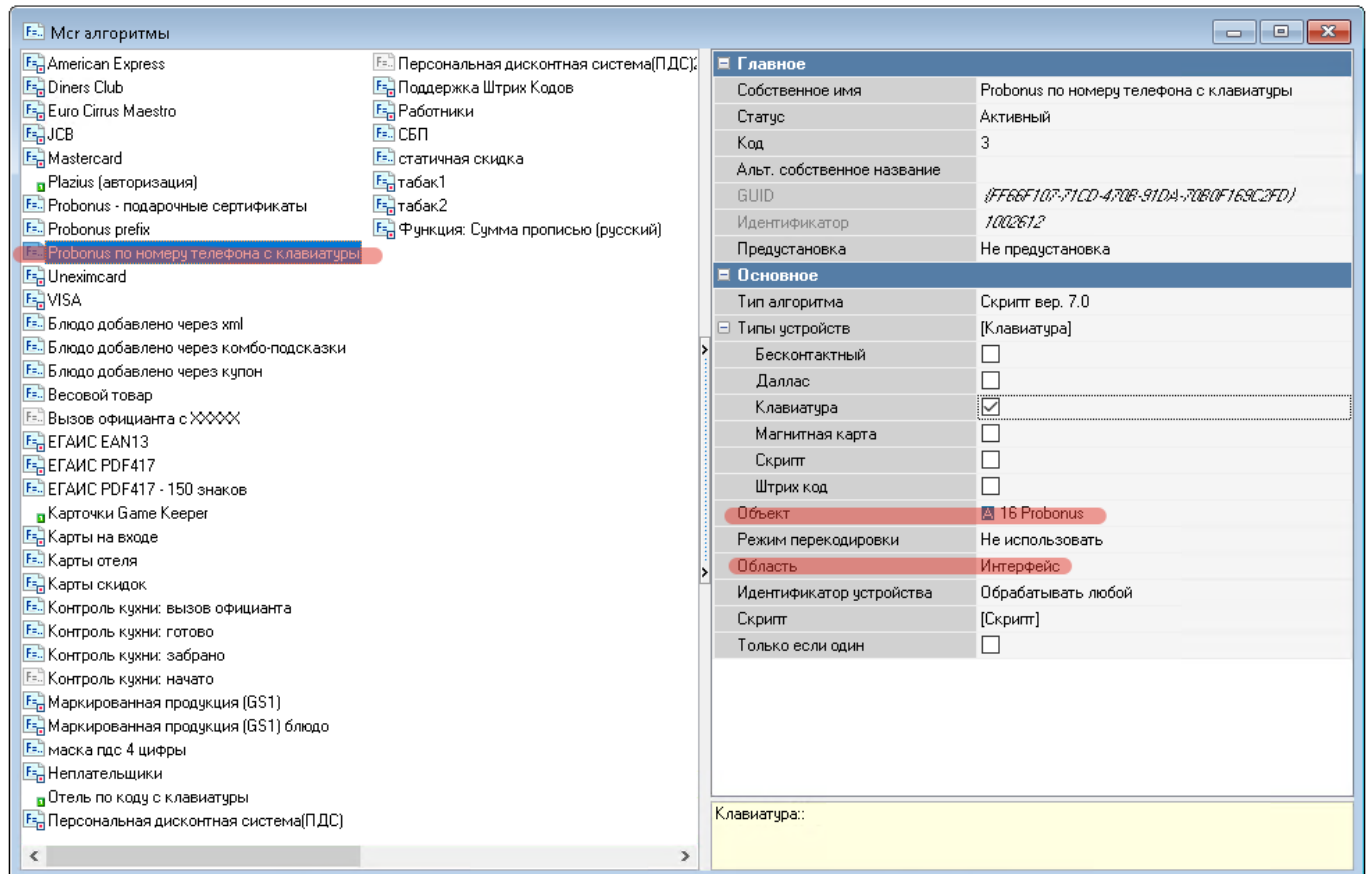 Mcr алгоритмы
American Express
Diners Club
Euro Cirrus Maestro
JCB
Mastercard
Plazius (авторизация)
Probonus - подарочные сертификаты
Probonus prefix
Probonus по номеру телефона с клавиатуры
Uneximcard
VISA
Блюдо добавлено через xml
Блюдо добавлено через комбо-подсказки
Блюдо добавлено через купон
Весовой товар
Вызов официанта с XXXXX
ЕГАИС EAN13
ЕГАИС PDF417
ЕГАИС PDF417 - 150 знаков
Карточки Game Keeper
Карты на входе
Карты отеля
Карты скидок
Контроль кухни: вызов официанта
Контроль кухни: готово
Контроль кухни: забрано
Контроль кухни: начато
Маркированная продукция (GS1)
Маркированная продукция (GS1) блюдо
маска пдс 4 цифры
Неплательщики
Отель по коду с клавиатуры
Персональная дисконтная система(ПДС)
Персональная дисконтная система(ПДС)2
Поддержка Штрих Кодов
Работники
СБП
статичная скидка
табак1
табак2
Функция: Сумма прописью (русский)
Главное
Собственное имя Probonus по номеру телефона с клавиатуры
Статус Активный
Код 3
Альт. собственное название
GUID {FF66F107-71CD-470B-91DA-70B0F169C2FD}
Идентификатор 1002612
Предустановка Не предустановка
Основное
Тип алгоритма Скрипт вер. 7.0
Типы устройств [Клавиатура]
Бесконтактный
Даллас
Клавиатура
Магнитная карта
Скрипт
Штрих код
Объект 16 Probonus
Режим перекодировки Не использовать
Область Интерфейс
Идентификатор устройства Обрабатывать любой
Скрипт [Скрипт]
Только если один
Клавиатура::